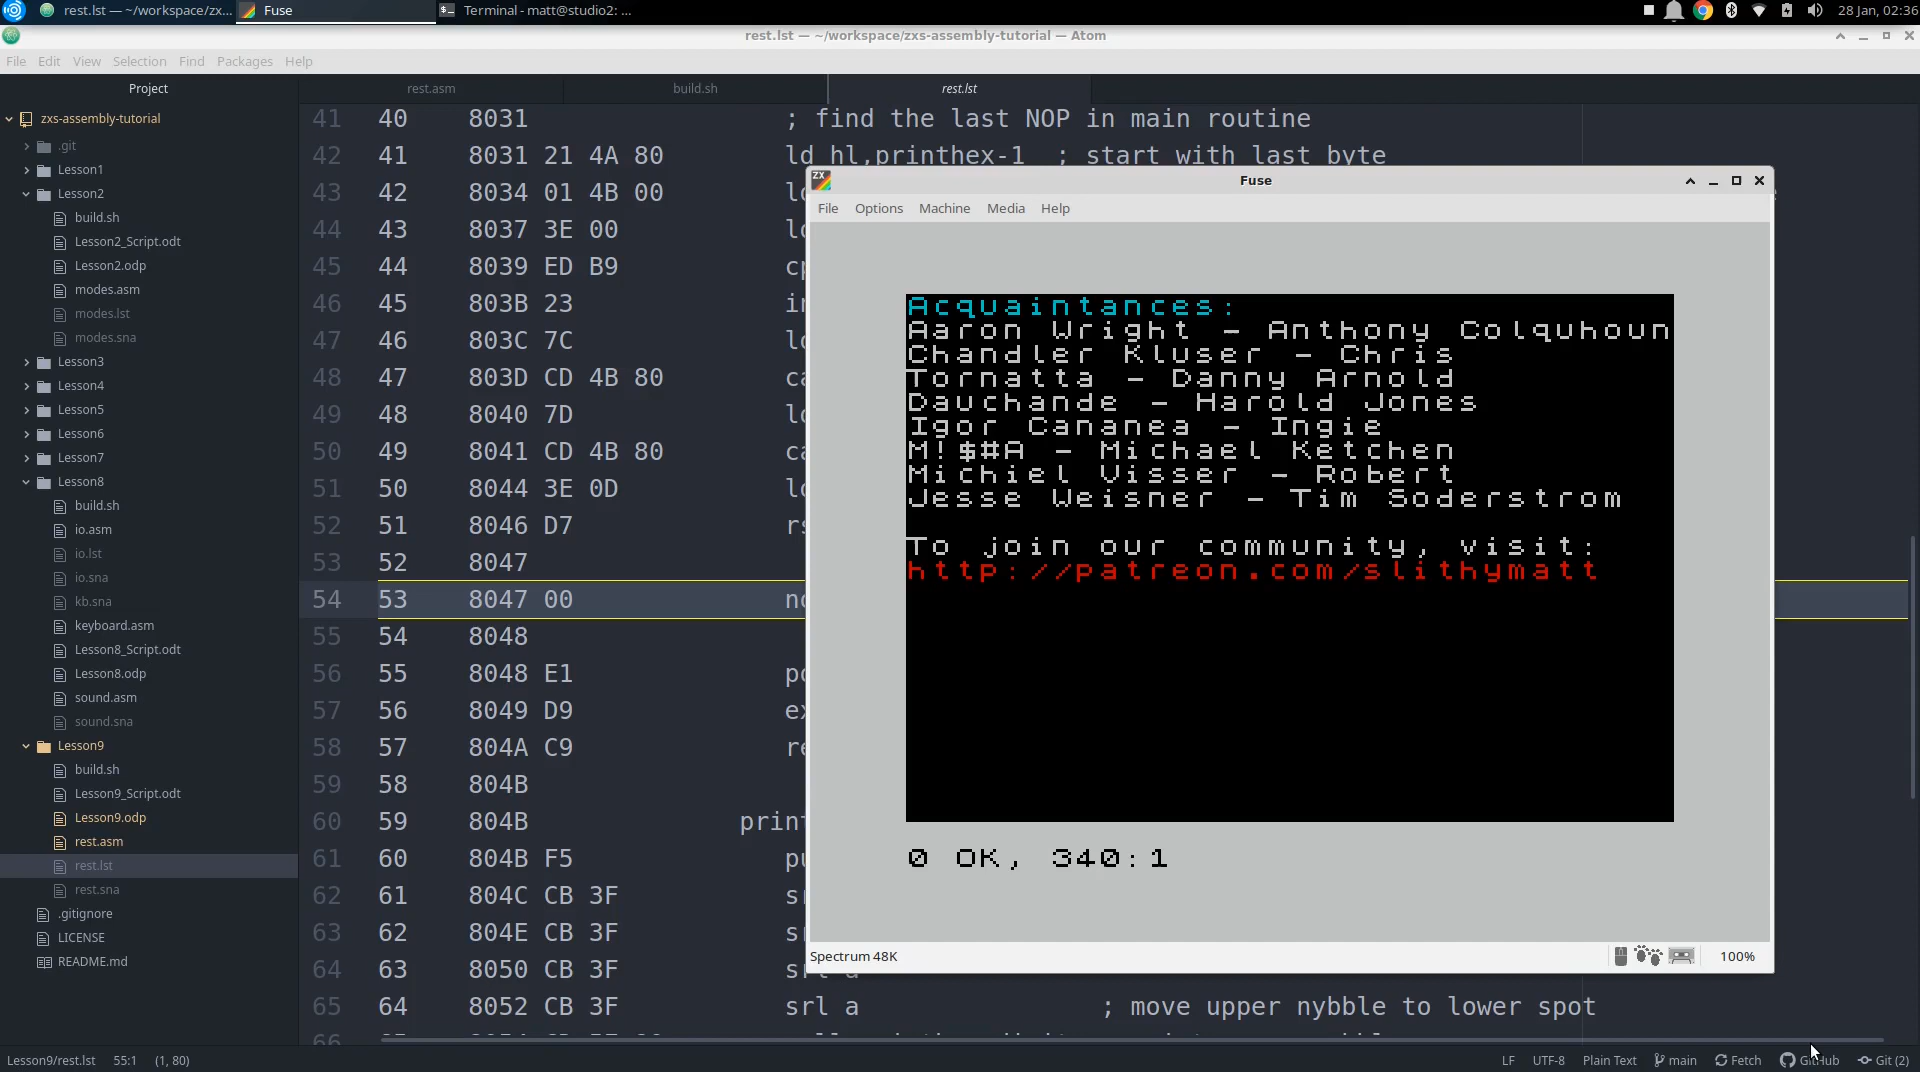 rest.lst — ~/workspace/zx...
Fuse
Terminal - matt@studio2: ...
28 Jan, 02:36
rest.lst — ~/workspace/zxs-assembly-tutorial — Atom
File Edit View Selection Find Packages Help
Project
rest.asm
build.sh
rest.lst
zxs-assembly-tutorial
.git
Lesson1
Lesson2
build.sh
Lesson2_Script.odt
Lesson2.odp
modes.asm
modes.lst
modes.sna
Lesson3
Lesson4
Lesson5
Lesson6
Lesson7
Lesson8
build.sh
io.asm
io.lst
io.sna
kb.sna
keyboard.asm
Lesson8_Script.odt
Lesson8.odp
sound.asm
sound.sna
Lesson9
build.sh
Lesson9_Script.odt
Lesson9.odp
rest.asm
rest.lst
rest.sna
.gitignore
LICENSE
README.md
41 40 8031 ; find the last NOP in main routine
42 41 8031 21 4A 80 ld hl,printhex-1 ; start with last byte
43 42 8034 01 4B 00
44 43 8037 3E 00
45 44 8039 ED B9
46 45 803B 23
47 46 803C 7C
48 47 803D CD 4B 80
49 48 8040 7D
50 49 8041 CD 4B 80
51 50 8044 3E 0D
52 51 8046 D7
53 52 8047
54 53 8047 00
55 54 8048
56 55 8048 E1
57 56 8049 D9
58 57 804A C9
59 58 804B
60 59 804B
61 60 804B F5
62 61 804C CB 3F
63 62 804E CB 3F
64 63 8050 CB 3F
65 64 8052 CB 3F srl a ; move upper nybble to lower spot
Fuse
File Options Machine Media Help
Acquaintances:
Aaron Wright - Anthony Colquhoun
Chandler Kluser - Chris
Tornatta - Danny Arnold
Dauchande - Harold Jones
Igor Cananea - Ingie
M!$#A - Michael Ketchen
Michiel Visser - Robert
Jesse Weisner - Tim Soderstrom
To join our community, visit:
http://patreon.com/slithymatt
0 OK, 340:1
Spectrum 48K
100%
Lesson9/rest.lst 55:1 (1, 80)
LF UTF-8 Plain Text main Fetch GitHub Git (2)